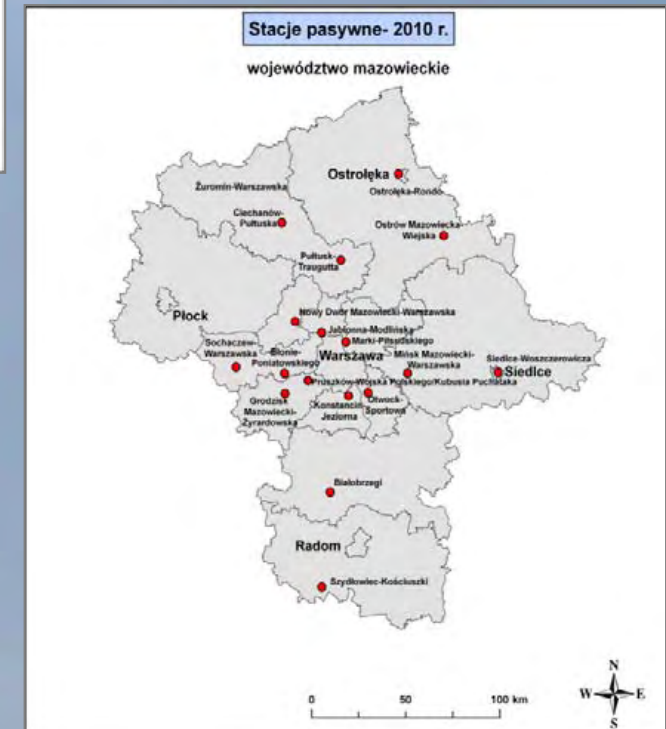 Stacje pasywne- 2010 r.
województwo mazowieckie
Ostrołęka
Ostrołęka-Rondo
Żuromin-Warszawska
Ciechanów-
Pułtuska
Ostrów Mazowiecka-
Wiejska
Pułtusk-
Traugutta
Płock
Nowy Dwór Mazowiecki-Warszawska
Jabłonna-Modlińska
Marki-Piłsudskiego
Sochaczew-
Warszawska
Błonie-
Poniatowskiego
Warszawa
Mińsk Mazowiecki-
Warszawska
Siedlce-Woszczerowicza
Siedlce
Pruszków-Wojska Polskiego/Kubusia Puchatka
Grodzisk
Mazowiecki-
Żyrardowska
Konstancin-
Jeziorna
Otwock-
Sportowa
Białobrzegi
Radom
Szydłowiec-Kościuszki
N
W E
S
0 50 100 km